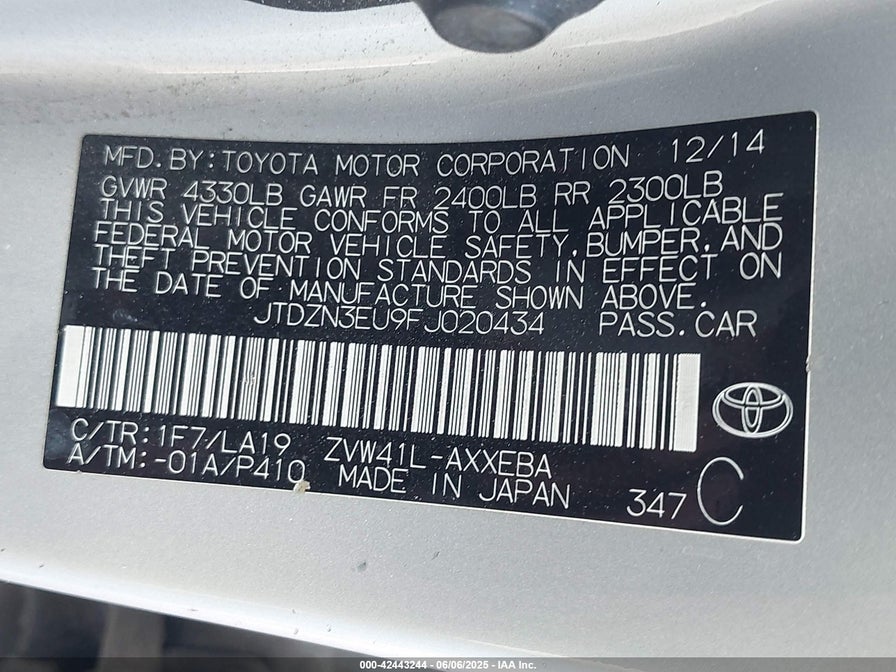 MFD.BY:TOYOTA MOTOR CORPORATION 12/14
GVWR 4330LB GAWR FR 2400LB RR 2300LB
THIS VEHICLE CONFORMS TO ALL APPLICABLE
FEDERAL MOTOR VEHICLE SAFETY,BUMPER,AND
THEFT PREVENTION STANDARDS IN EFFECT ON
THE DATE OF MANUFACTURE SHOWN ABOVE.
JTDZN3EU9FJ020434 PASS.CAR
C/TR:1F7/LA19 ZVW41L-AXXEBA
A/TM:-01A/P410 MADE IN JAPAN 347 C
000-42443244 - 06/06/2025 - IAA Inc.